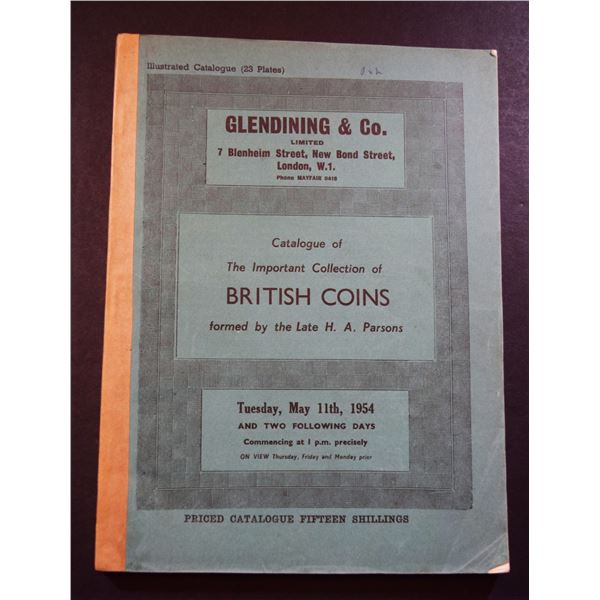 Illustrated Catalogue (23 Plates)
GLENDINING & Co.
LIMITED
7 Blenheim Street, New Bond Street,
London, W.1.
Phone MAYFAIR 2416
Catalogue of
The Important Collection of
BRITISH COINS
formed by the Late H. A. Parsons
Tuesday, May 11th, 1954
AND TWO FOLLOWING DAYS
Commencing at 1 p.m. precisely
ON VIEW Thursday, Friday and Monday prior
PRICED CATALOGUE FIFTEEN SHILLINGS